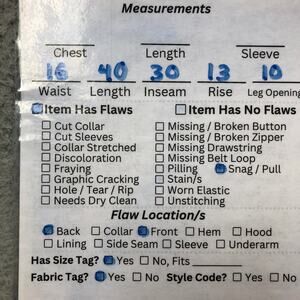 Measurements
Chest Length Sleeve
16 40 30 13 10
Waist Length Inseam Rise Leg Opening
Item Has Flaws Item Has No Flaws
Cut Collar Missing / Broken Button
Cut Sleeves Missing / Broken Zipper
Collar Stretched Missing Drawstring
Discoloration Missing Belt Loop
Fraying Pilling Snag / Pull
Graphic Cracking Stain/s
Hole / Tear / Rip Worn Elastic
Needs Dry Clean Unstitching
Flaw Location/s
Back Collar Front Hem Hood
Lining Side Seam Sleeve Underarm
Has Size Tag? Yes No, Fits
Fabric Tag? Yes No Style Code? Yes No